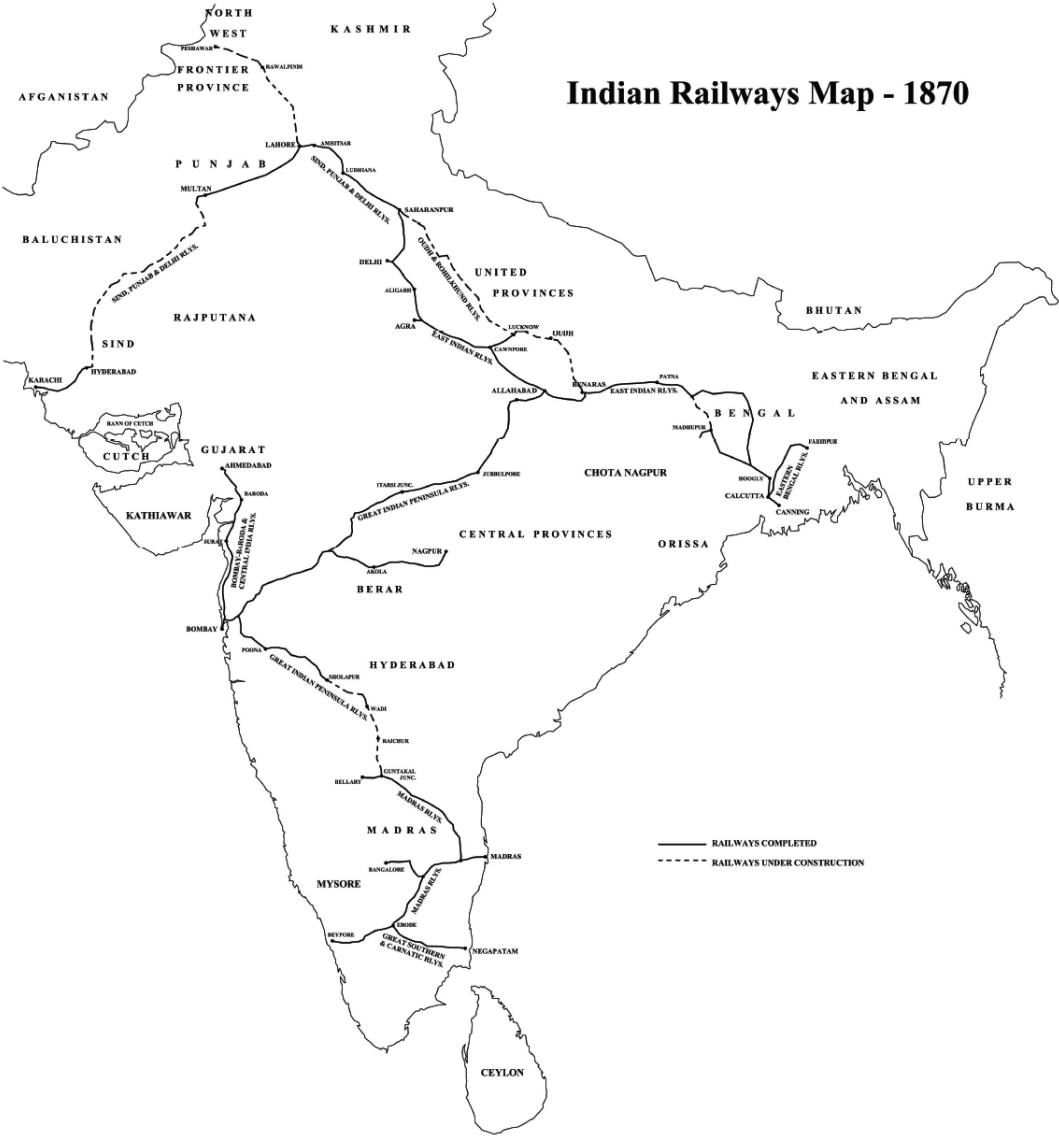 NORTH
WEST
FRONTIER
PROVINCE
KASHMIR
PESHAWAR
RAWALPINDI
AFGANISTAN
Indian Railways Map - 1870
LAHORE
AMRITSAR
PUNJAB
LUDHIANA
SIND, PUNJAB & DELHI RLYS.
MULTAN
SAHARANPUR
BALUCHISTAN
SIND, PUNJAB & DELHI RLYS.
DELHI
OUDH & ROHILKHUND RLYS.
UNITED
PROVINCES
ALIGARH
RAJPUTANA
BHUTAN
AGRA
EAST INDIAN RLYS.
LUCKNOW
OUDH
CAWNPORE
SIND
HYDERABAD
KARACHI
ALLAHABAD
BENARAS
EAST INDIAN RLYS.
PATNA
EASTERN BENGAL
AND ASSAM
BENGAL
MADHUPUR
RANN OF CUTCH
CUTCH
GUJARAT
AHMEDABAD
FARIDPUR
EASTERN
BENGAL RLYS.
HOOGLY
CALCUTTA
CANNING
UPPER
BURMA
CHOTA NAGPUR
JUBBULPORE
ITARSI JUNC.
GREAT INDIAN PENINSULA RLYS.
BARODA
KATHIAWAR
SURAT
BOMBAY-BARODA &
CENTRAL INDIA RLYS.
CENTRAL PROVINCES
ORISSA
NAGPUR
AKOLA
BERAR
BOMBAY
POONA
HYDERABAD
GREAT INDIAN PENINSULA RLYS.
SHOLAPUR
WADI
RAICHUR
GUNTAKAL
JUNC.
BELLARY
MADRAS RLYS.
MADRAS
RAILWAYS COMPLETED
RAILWAYS UNDER CONSTRUCTION
MADRAS
BANGALORE
MYSORE
MADRAS RLYS.
ERODE
BEYPORE
GREAT SOUTHERN
& CARNATIC RLYS.
NEGAPATAM
CEYLON